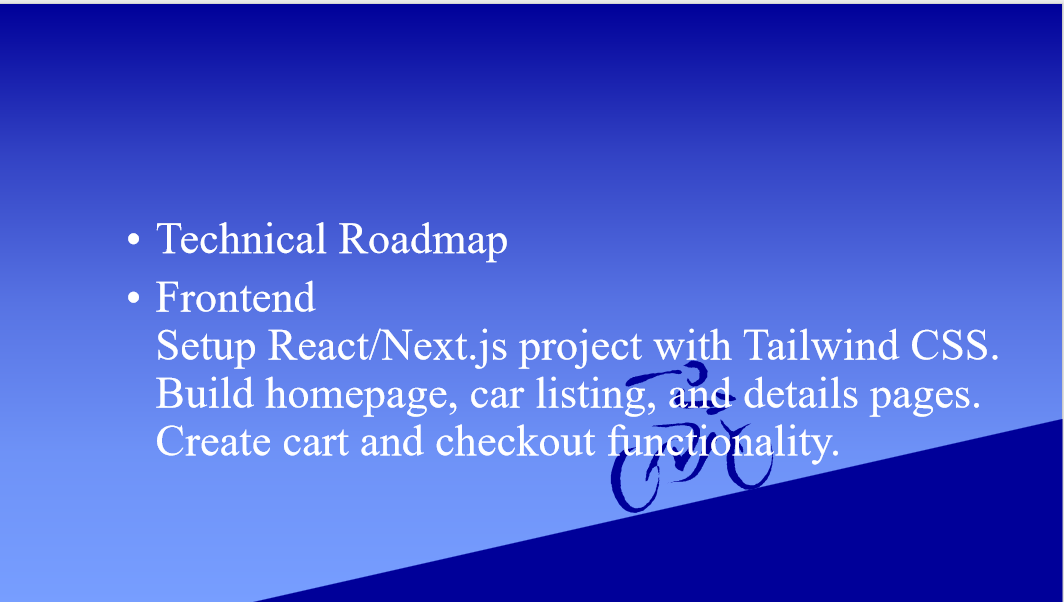 • Technical Roadmap
• Frontend
Setup React/Next.js project with Tailwind CSS.
Build homepage, car listing, and details pages.
Create cart and checkout functionality.